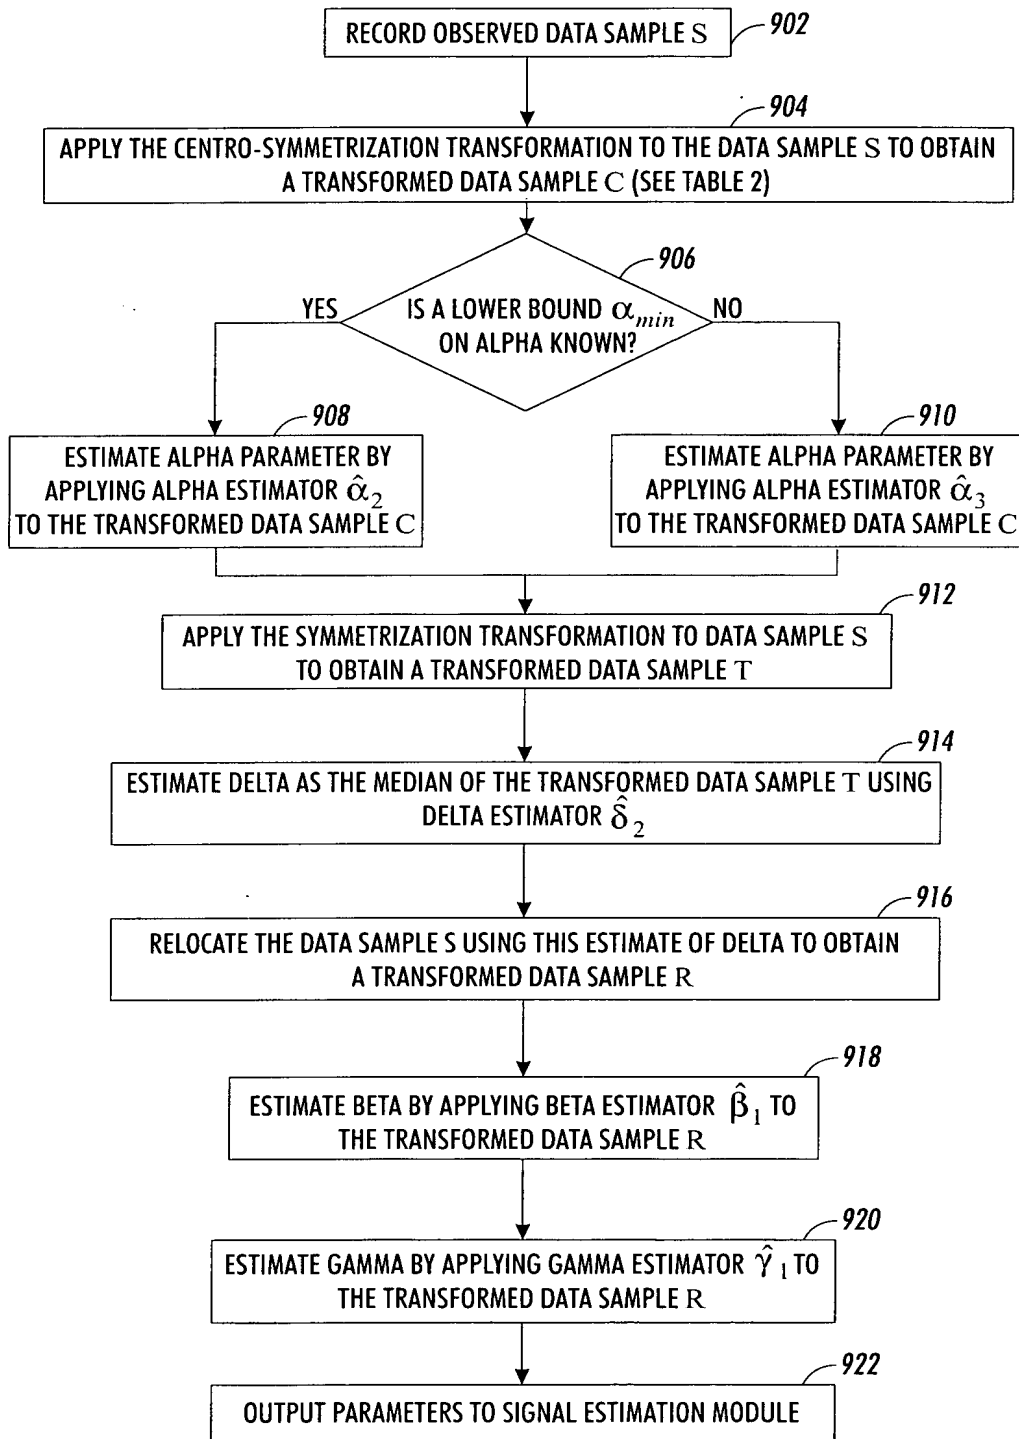 RECORD OBSERVED DATA SAMPLE S
902
904
APPLY THE CENTRO-SYMMETRIZATION TRANSFORMATION TO THE DATA SAMPLE S TO OBTAIN
A TRANSFORMED DATA SAMPLE C (SEE TABLE 2)
906
YES
IS A LOWER BOUND α_min
NO
ON ALPHA KNOWN?
908
ESTIMATE ALPHA PARAMETER BY
APPLYING ALPHA ESTIMATOR α̂₂
TO THE TRANSFORMED DATA SAMPLE C
910
ESTIMATE ALPHA PARAMETER BY
APPLYING ALPHA ESTIMATOR α̂₃
TO THE TRANSFORMED DATA SAMPLE C
912
APPLY THE SYMMETRIZATION TRANSFORMATION TO DATA SAMPLE S
TO OBTAIN A TRANSFORMED DATA SAMPLE T
914
ESTIMATE DELTA AS THE MEDIAN OF THE TRANSFORMED DATA SAMPLE T USING
DELTA ESTIMATOR δ̂₂
916
RELOCATE THE DATA SAMPLE S USING THIS ESTIMATE OF DELTA TO OBTAIN
A TRANSFORMED DATA SAMPLE R
918
ESTIMATE BETA BY APPLYING BETA ESTIMATOR β̂₁ TO
THE TRANSFORMED DATA SAMPLE R
920
ESTIMATE GAMMA BY APPLYING GAMMA ESTIMATOR γ̂₁ TO
THE TRANSFORMED DATA SAMPLE R
922
OUTPUT PARAMETERS TO SIGNAL ESTIMATION MODULE